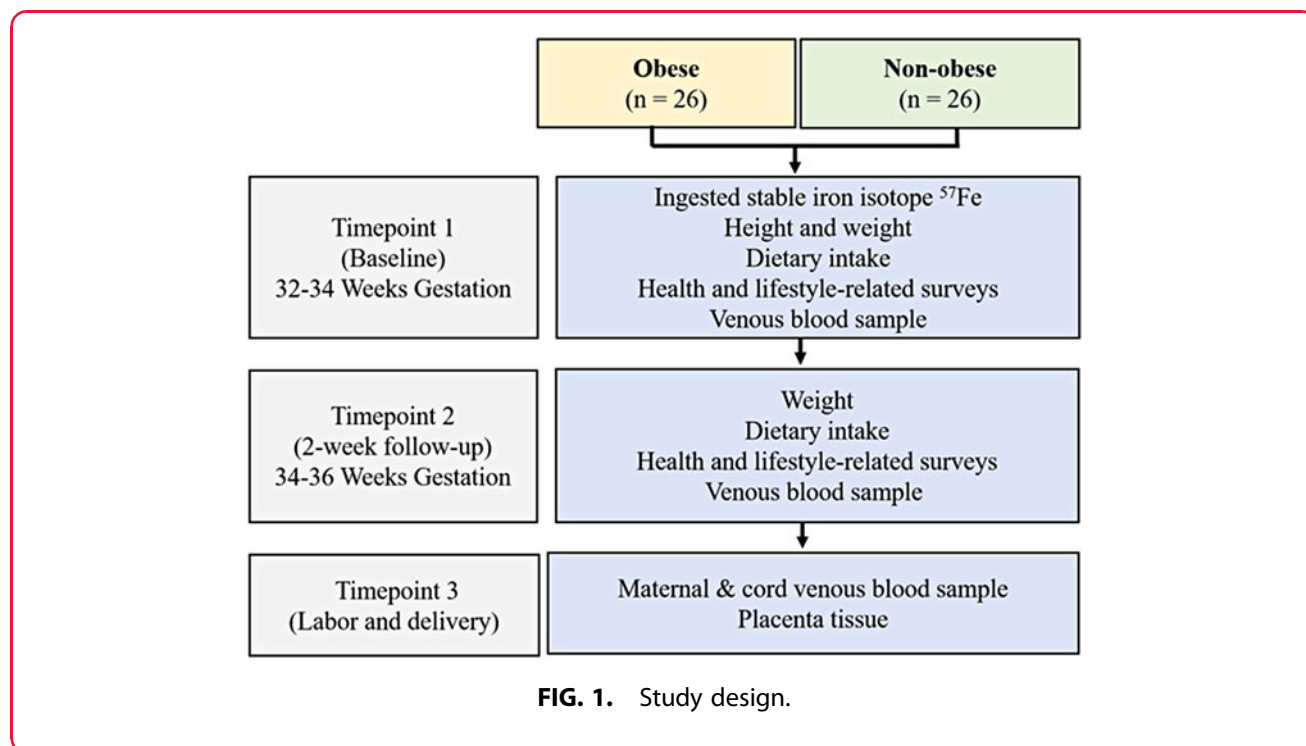 Obese
(n = 26)
Non-obese
(n = 26)
Timepoint 1
(Baseline)
32-34 Weeks Gestation
Ingested stable iron isotope ⁵⁷Fe
Height and weight
Dietary intake
Health and lifestyle-related surveys
Venous blood sample
Timepoint 2
(2-week follow-up)
34-36 Weeks Gestation
Weight
Dietary intake
Health and lifestyle-related surveys
Venous blood sample
Timepoint 3
(Labor and delivery)
Maternal & cord venous blood sample
Placenta tissue
FIG. 1. Study design.